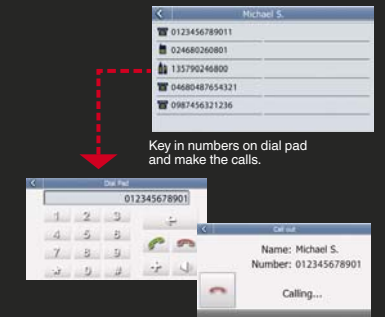 Michael S.
0123456789011
024680260801
135790246800
04680487654321
0987456321236
Key in numbers on dial pad
and make the calls.
Dial Pad
012345678901
1 2 3
4 5 6
7 8 9
* 0 #
Call out
Name: Michael S.
Number: 012345678901
Calling...